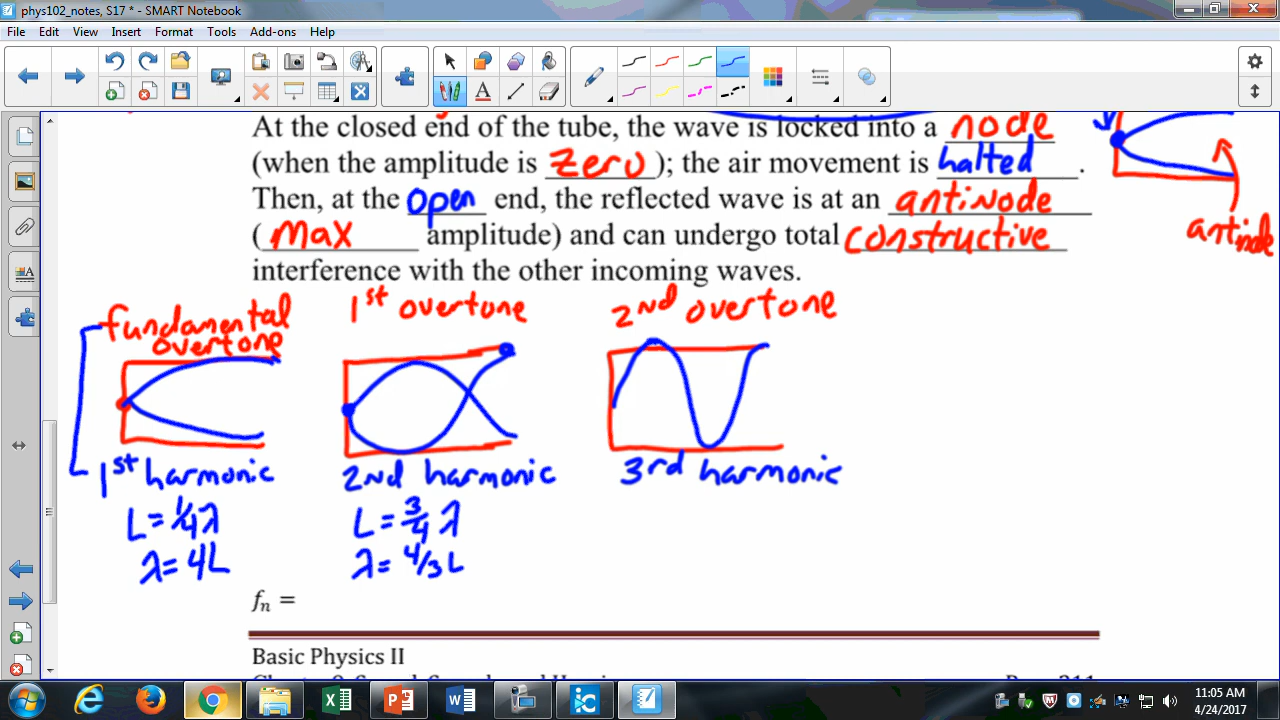 phys102_notes, S17 * - SMART Notebook
File Edit View Insert Format Tools Add-ons Help
At the closed end of the tube, the wave is locked into a node
(when the amplitude is zero); the air movement is halted.
Then, at the open end, the reflected wave is at an antinode
(max amplitude) and can undergo total constructive
interference with the other incoming waves.
antinode
fundamental overtone
1st overtone
2nd overtone
1st harmonic
2nd harmonic
3rd harmonic
L = 1/4 λ
L = 3/4 λ
λ = 4L
λ = 4/3 L
fn =
Basic Physics II
11:05 AM
4/24/2017